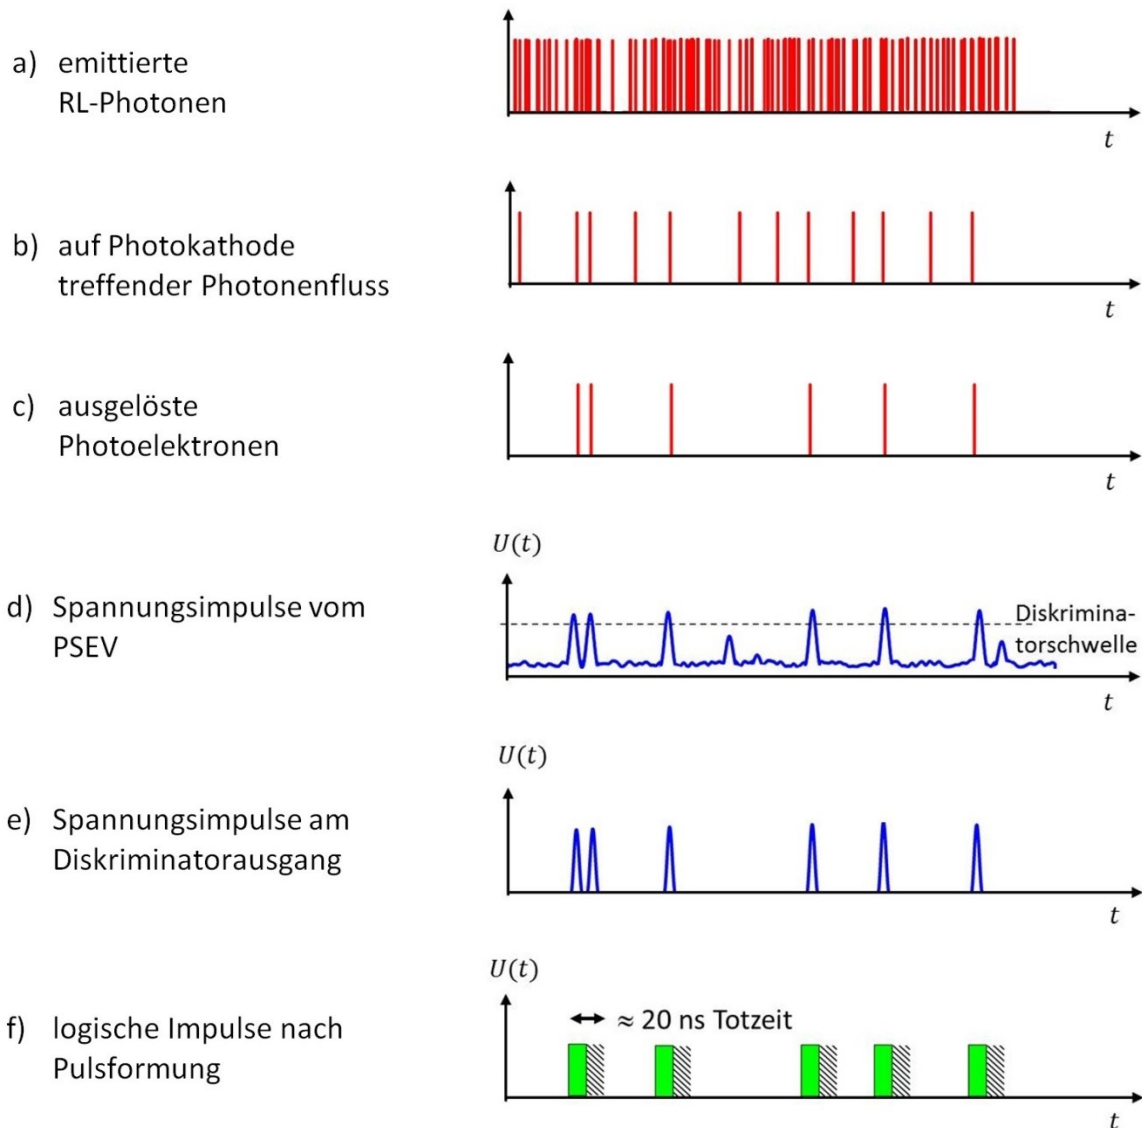 a) emittierte
RL-Photonen
t
b) auf Photokathode
treffender Photonenfluss
t
c) ausgelöste
Photoelektronen
t
U(t)
d) Spannungsimpulse vom
PSEV
Diskrimina-
torschwelle
t
U(t)
e) Spannungsimpulse am
Diskriminatorausgang
t
U(t)
f) logische Impulse nach
Pulsformung
≈ 20 ns Totzeit
t